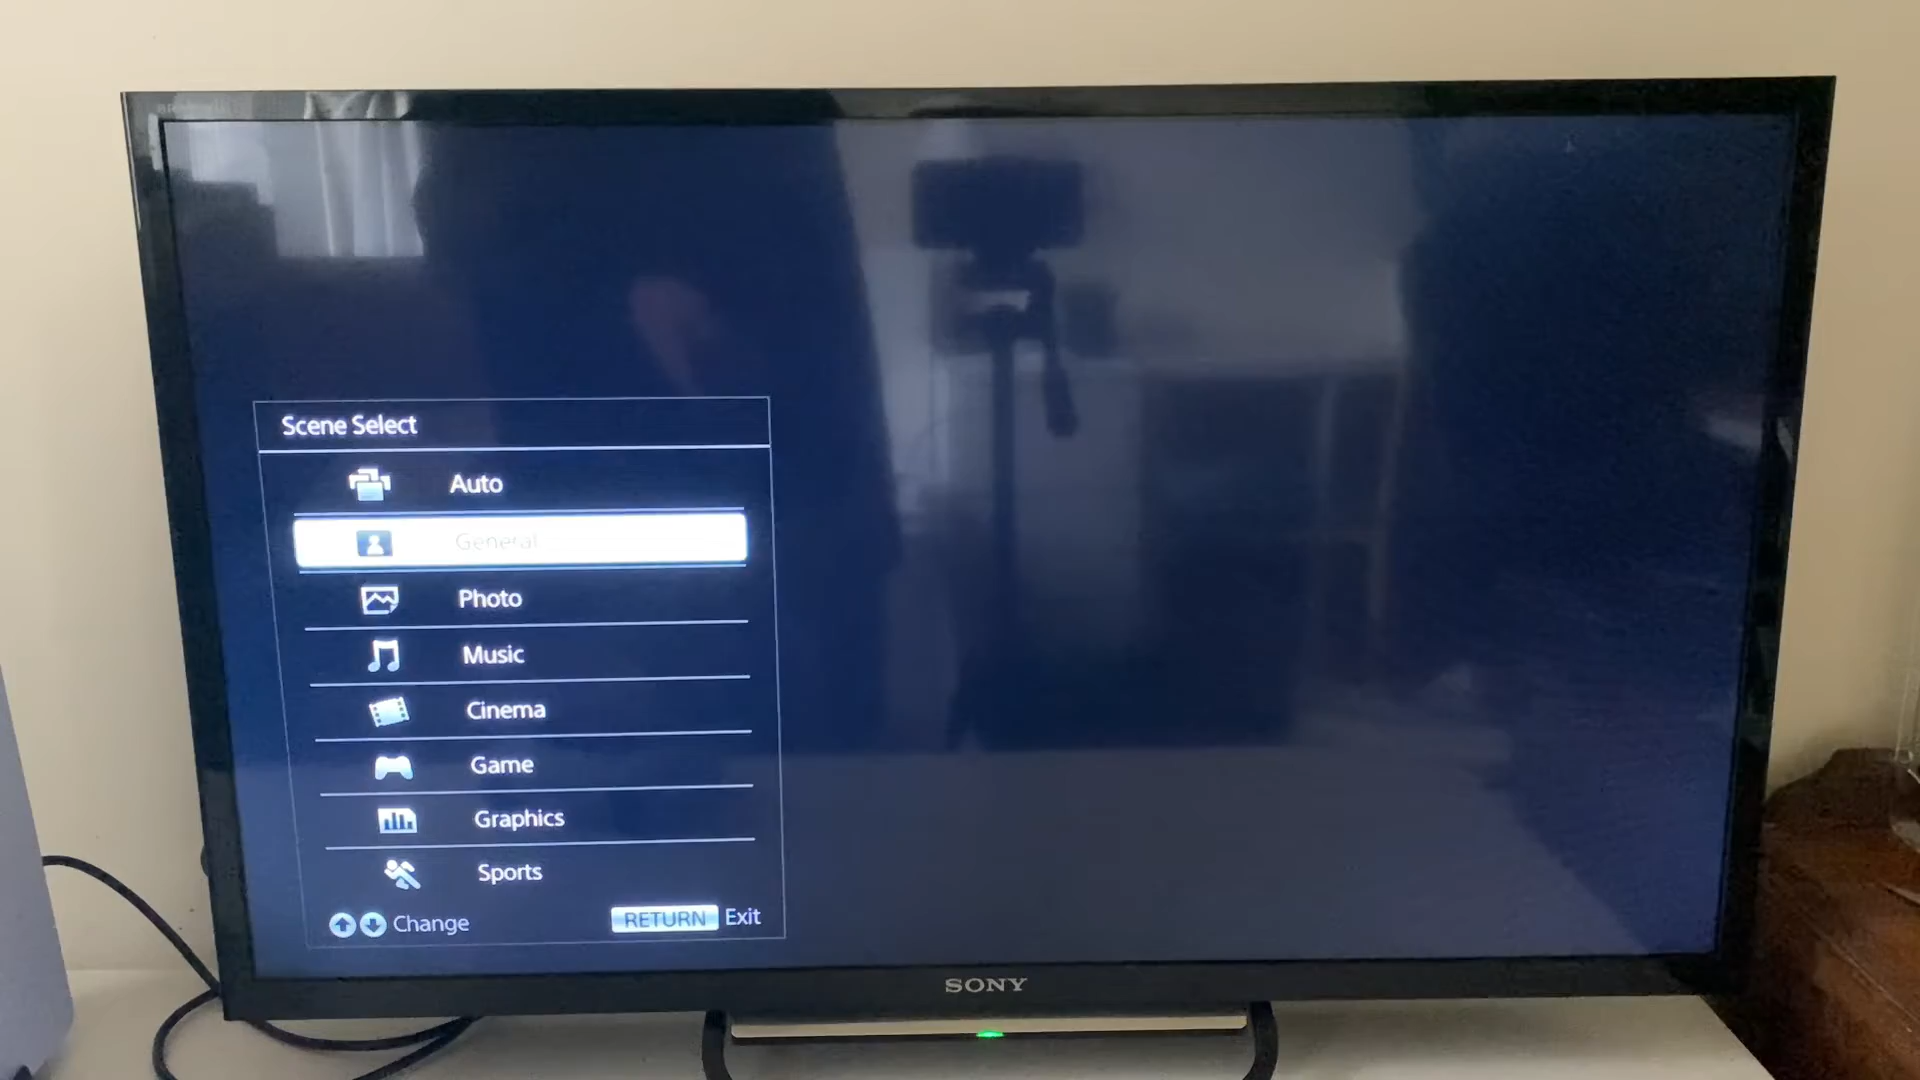 Scene Select
Auto
General
Photo
Music
Cinema
Game
Graphics
Sports
Change
RETURN Exit
SONY